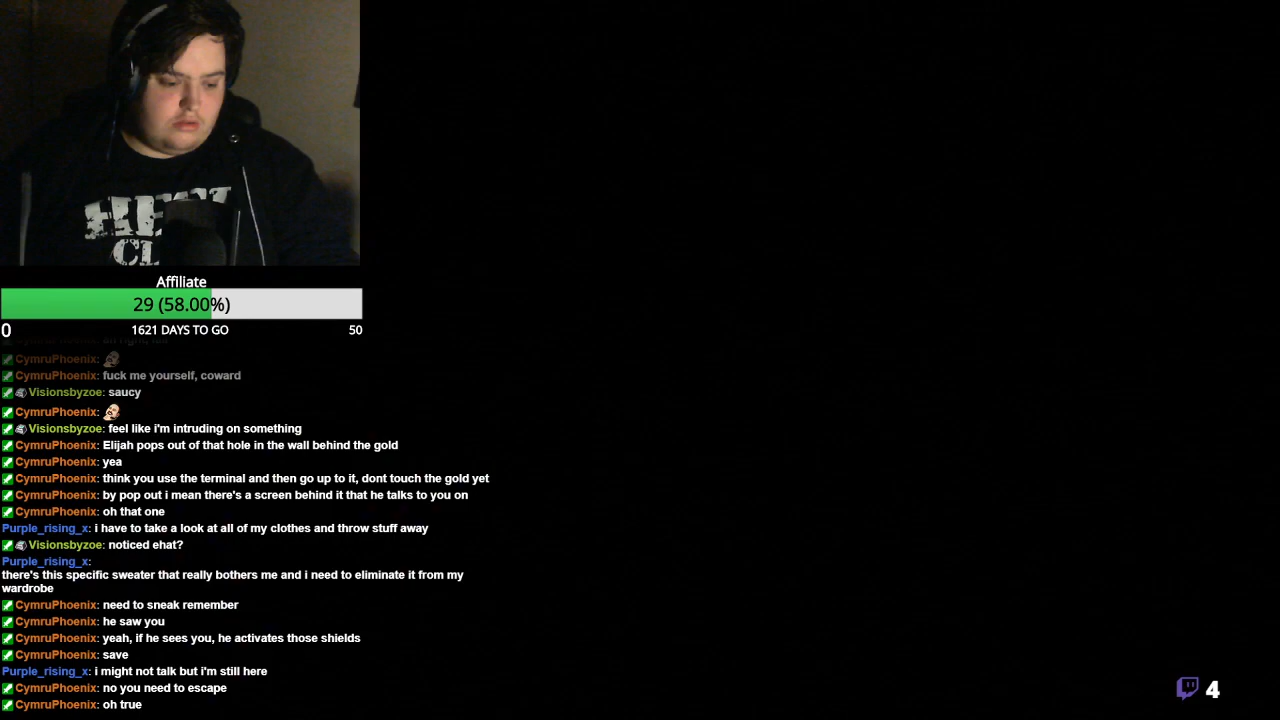 HEL
CL
Affiliate
29 (58.00%)
0 1621 DAYS TO GO 50
CymruPhoenix:
CymruPhoenix: fuck me yourself, coward
Visionsbyzoe: saucy
CymruPhoenix:
Visionsbyzoe: feel like i'm intruding on something
CymruPhoenix: Elijah pops out of that hole in the wall behind the gold
CymruPhoenix: yea
CymruPhoenix: think you use the terminal and then go up to it, dont touch the gold yet
CymruPhoenix: by pop out i mean there's a screen behind it that he talks to you on
CymruPhoenix: oh that one
Purple_rising_x: i have to take a look at all of my clothes and throw stuff away
Visionsbyzoe: noticed ehat?
Purple_rising_x:
there's this specific sweater that really bothers me and i need to eliminate it from my
wardrobe
CymruPhoenix: need to sneak remember
CymruPhoenix: he saw you
CymruPhoenix: yeah, if he sees you, he activates those shields
CymruPhoenix: save
Purple_rising_x: i might not talk but i'm still here
CymruPhoenix: no you need to escape
CymruPhoenix: oh true
4